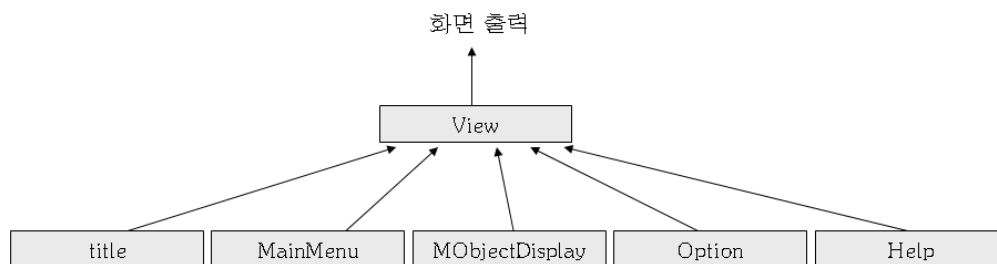 화면 출력
View
title
MainMenu
MObjectDisplay
Option
Help